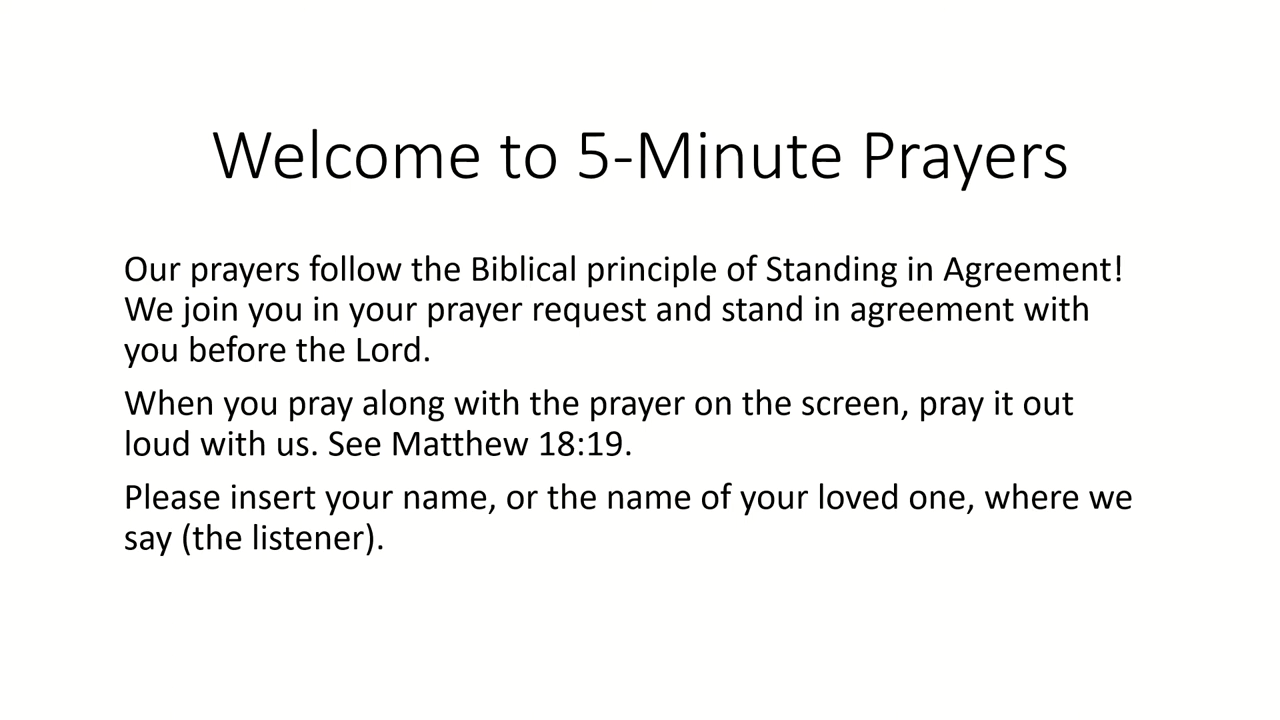 Welcome to 5-Minute Prayers
Our prayers follow the Biblical principle of Standing in Agreement!
We join you in your prayer request and stand in agreement with
you before the Lord.
When you pray along with the prayer on the screen, pray it out
loud with us. See Matthew 18:19.
Please insert your name, or the name of your loved one, where we
say (the listener).